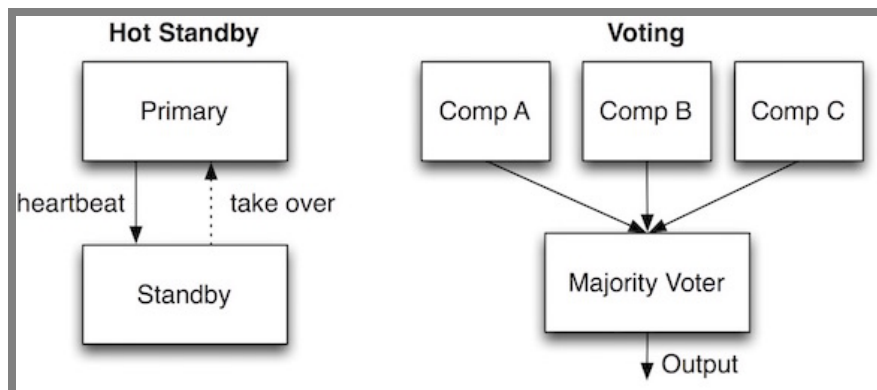 Hot Standby
Primary
heartbeat
take over
Standby
Voting
Comp A
Comp B
Comp C
Majority Voter
Output